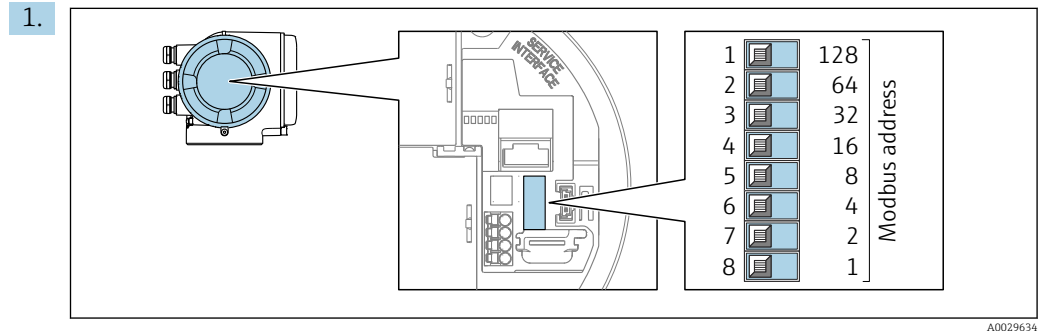 1.
SERVICE
INTERFACE
1 128
2 64
3 32
4 16
5 8
6 4
7 2
8 1
Modbus address
A0029634